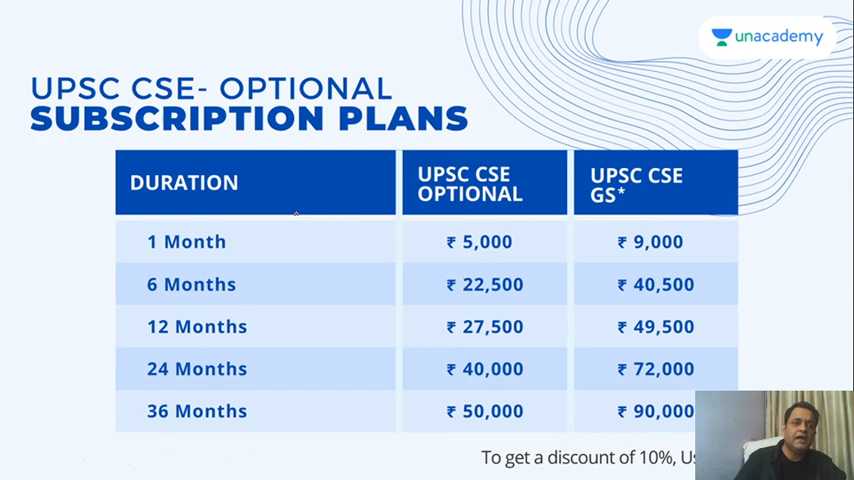 unacademy
UPSC CSE- OPTIONAL
SUBSCRIPTION PLANS
DURATION UPSC CSE OPTIONAL UPSC CSE GS*
1 Month ₹ 5,000 ₹ 9,000
6 Months ₹ 22,500 ₹ 40,500
12 Months ₹ 27,500 ₹ 49,500
24 Months ₹ 40,000 ₹ 72,000
36 Months ₹ 50,000 ₹ 90,000
To get a discount of 10%,